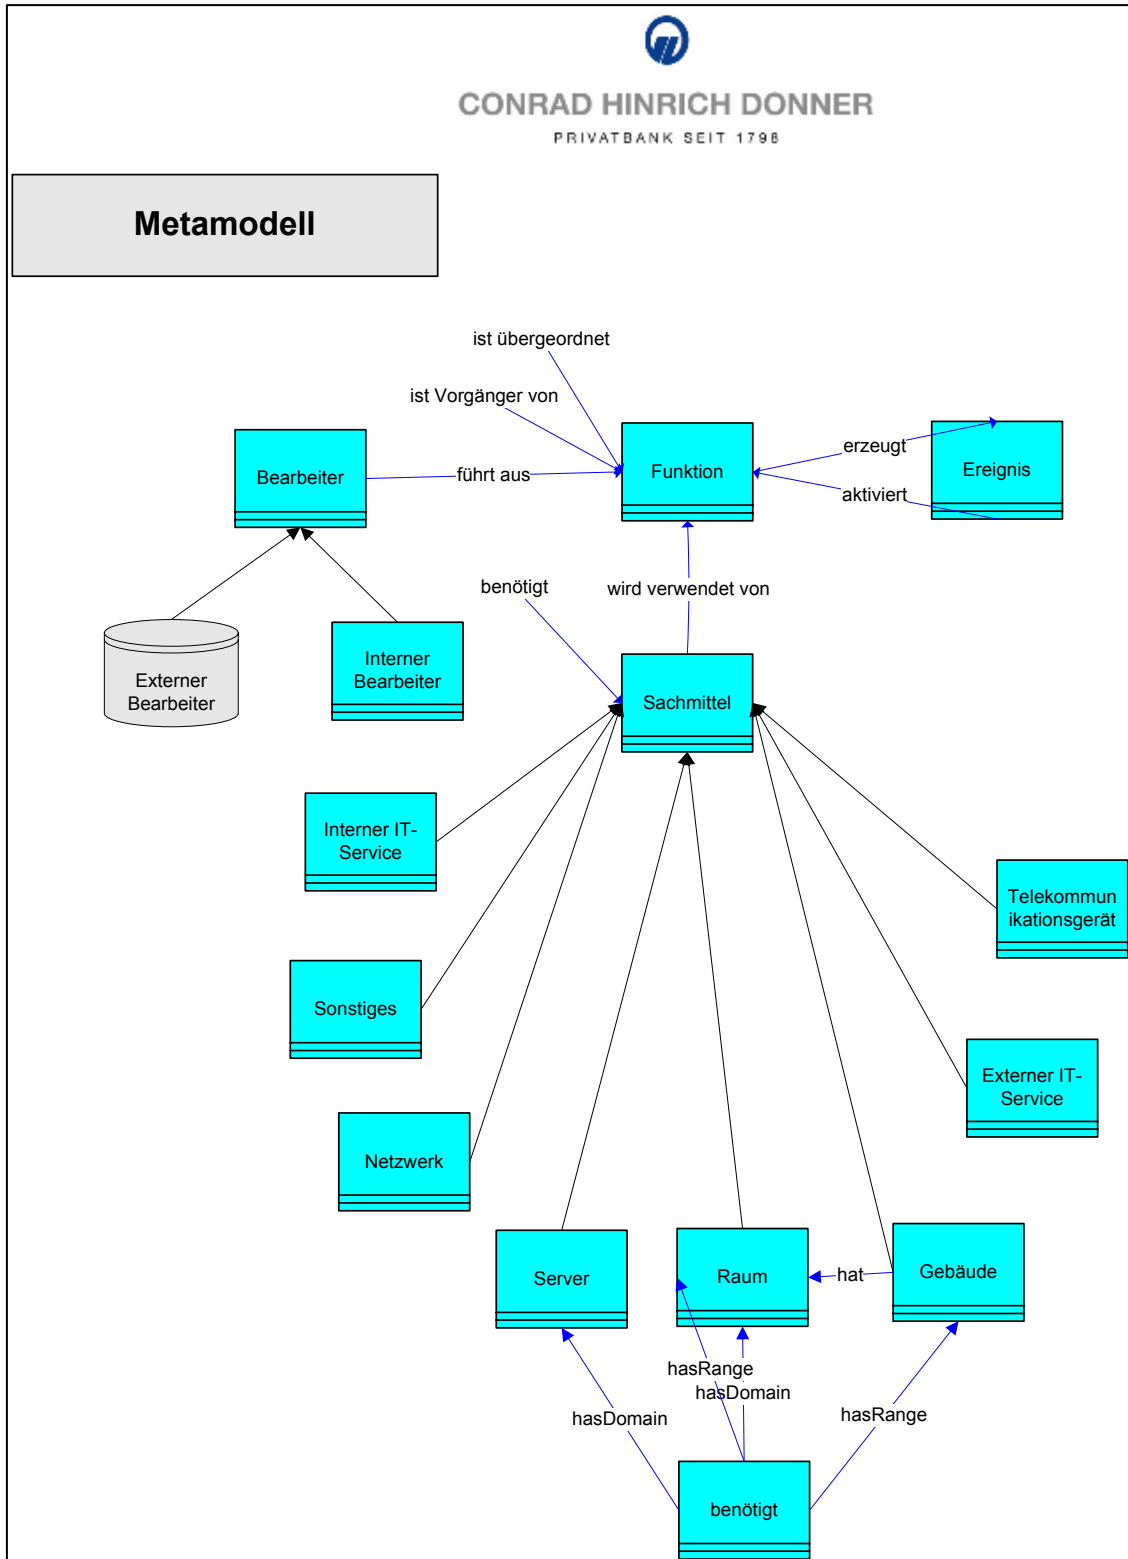 CONRAD HINRICH DONNER
PRIVATBANK SEIT 1798
Metamodell
ist übergeordnet
ist Vorgänger von
Bearbeiter
führt aus
Funktion
erzeugt
aktiviert
Ereignis
benötigt
wird verwendet von
Externer
Bearbeiter
Interner
Bearbeiter
Sachmittel
Interner IT-
Service
Telekommun
ikationsgerät
Sonstiges
Externer IT-
Service
Netzwerk
Server
Raum
hat
Gebäude
hasRange
hasDomain
hasDomain
hasRange
benötigt